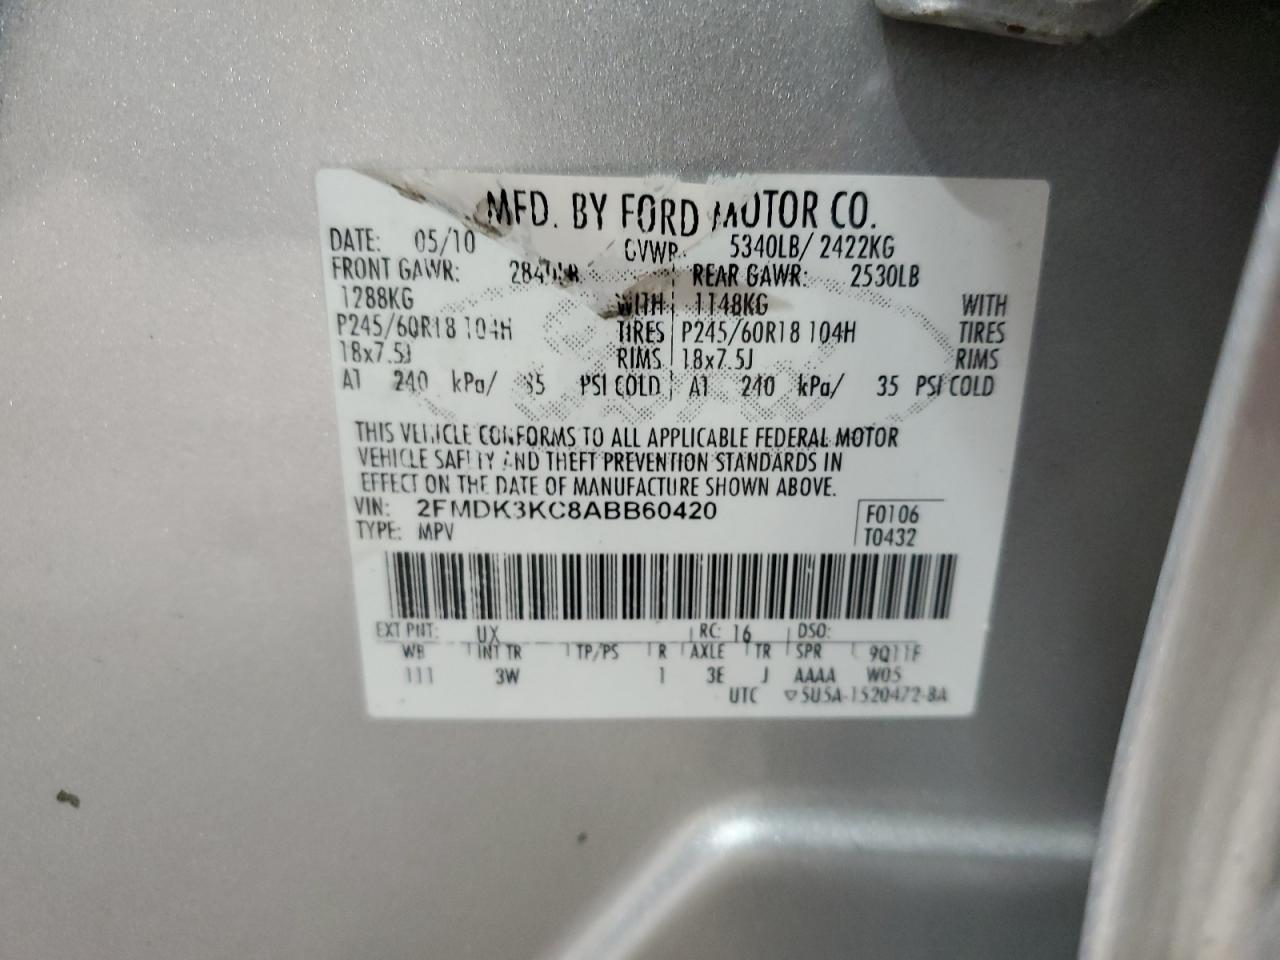 MFD. BY FORD MOTOR CO.
DATE: 05/10 GVWR: 5340LB/ 2422KG
FRONT GAWR: 2840LB REAR GAWR: 2530LB
1288KG WITH 1148KG WITH
P245/60R18 104H TIRES P245/60R18 104H TIRES
18x7.5J RIMS 18x7.5J RIMS
AT 240 kPa/ 35 PSI COLD AT 240 kPa/ 35 PSI COLD
THIS VEHICLE CONFORMS TO ALL APPLICABLE FEDERAL MOTOR
VEHICLE SAFETY AND THEFT PREVENTION STANDARDS IN
EFFECT ON THE DATE OF MANUFACTURE SHOWN ABOVE.
VIN: 2FMDK3KC8ABB60420 F0106
TYPE: MPV T0432
EXT PNT: UX RC: 16 DSO:
WB INT TR TP/PS R AXLE TR SPR 9Q11F
111 3W 1 3E J AAAA W05
UTC ▽5U5A-1520472-BA